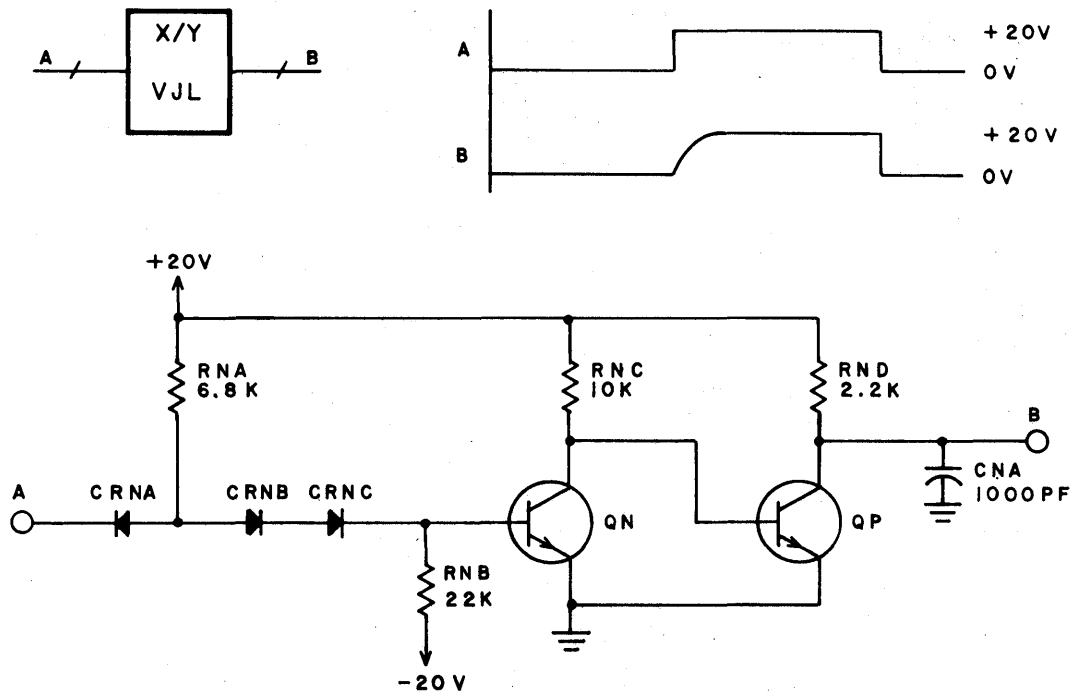 X/Y
A
B
VJL
A
+20V
0V
B
+20V
0V
+20V
RNA
6.8K
RNC
10K
RND
2.2K
B
A
CRNA
CRNB
CRNC
QN
QP
CNA
1000PF
RNB
22K
-20V